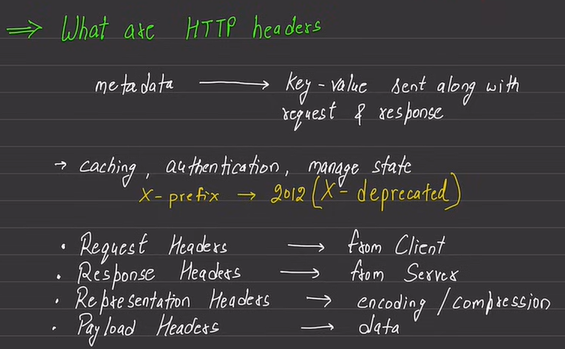 ⇒ What are HTTP headers
metadata → key-value sent along with
request & response
→ caching, authentication, manage state
X-prefix → 2012 (X-deprecated)
• Request Headers → from Client
• Response Headers → from Server
• Representation Headers → encoding/compression
• Payload Headers → data